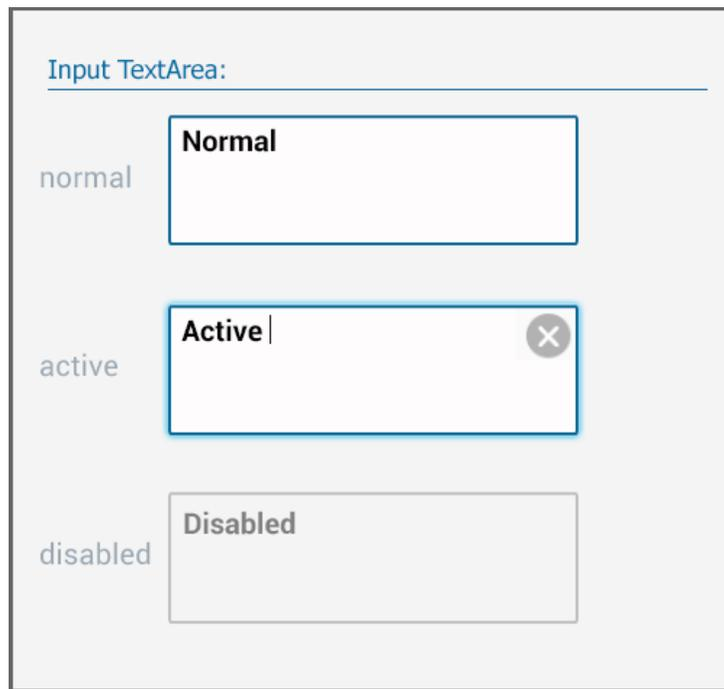 Input TextArea:
Normal
normal
Active
active
Disabled
disabled